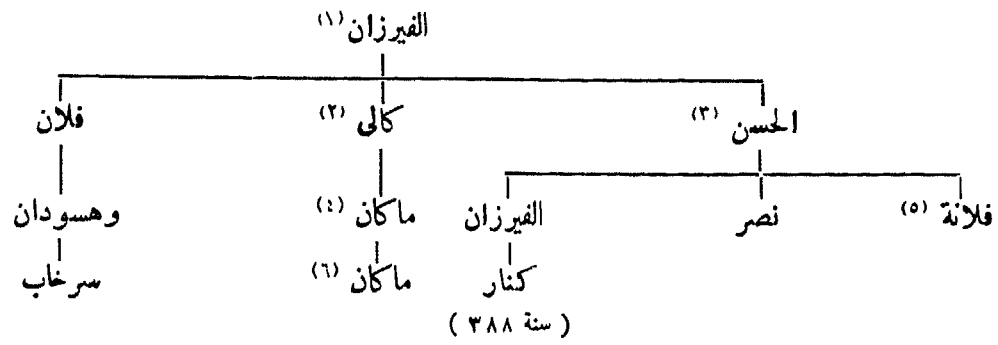 الفيرزان (١)
الحسن (٣) كالى (٢) فلان
فلانة (٥) نصر الفيرزان ماكان (٤) وهسودان
كنار ماكان (٦) سرخاب
( سنة ٣٨٨ )